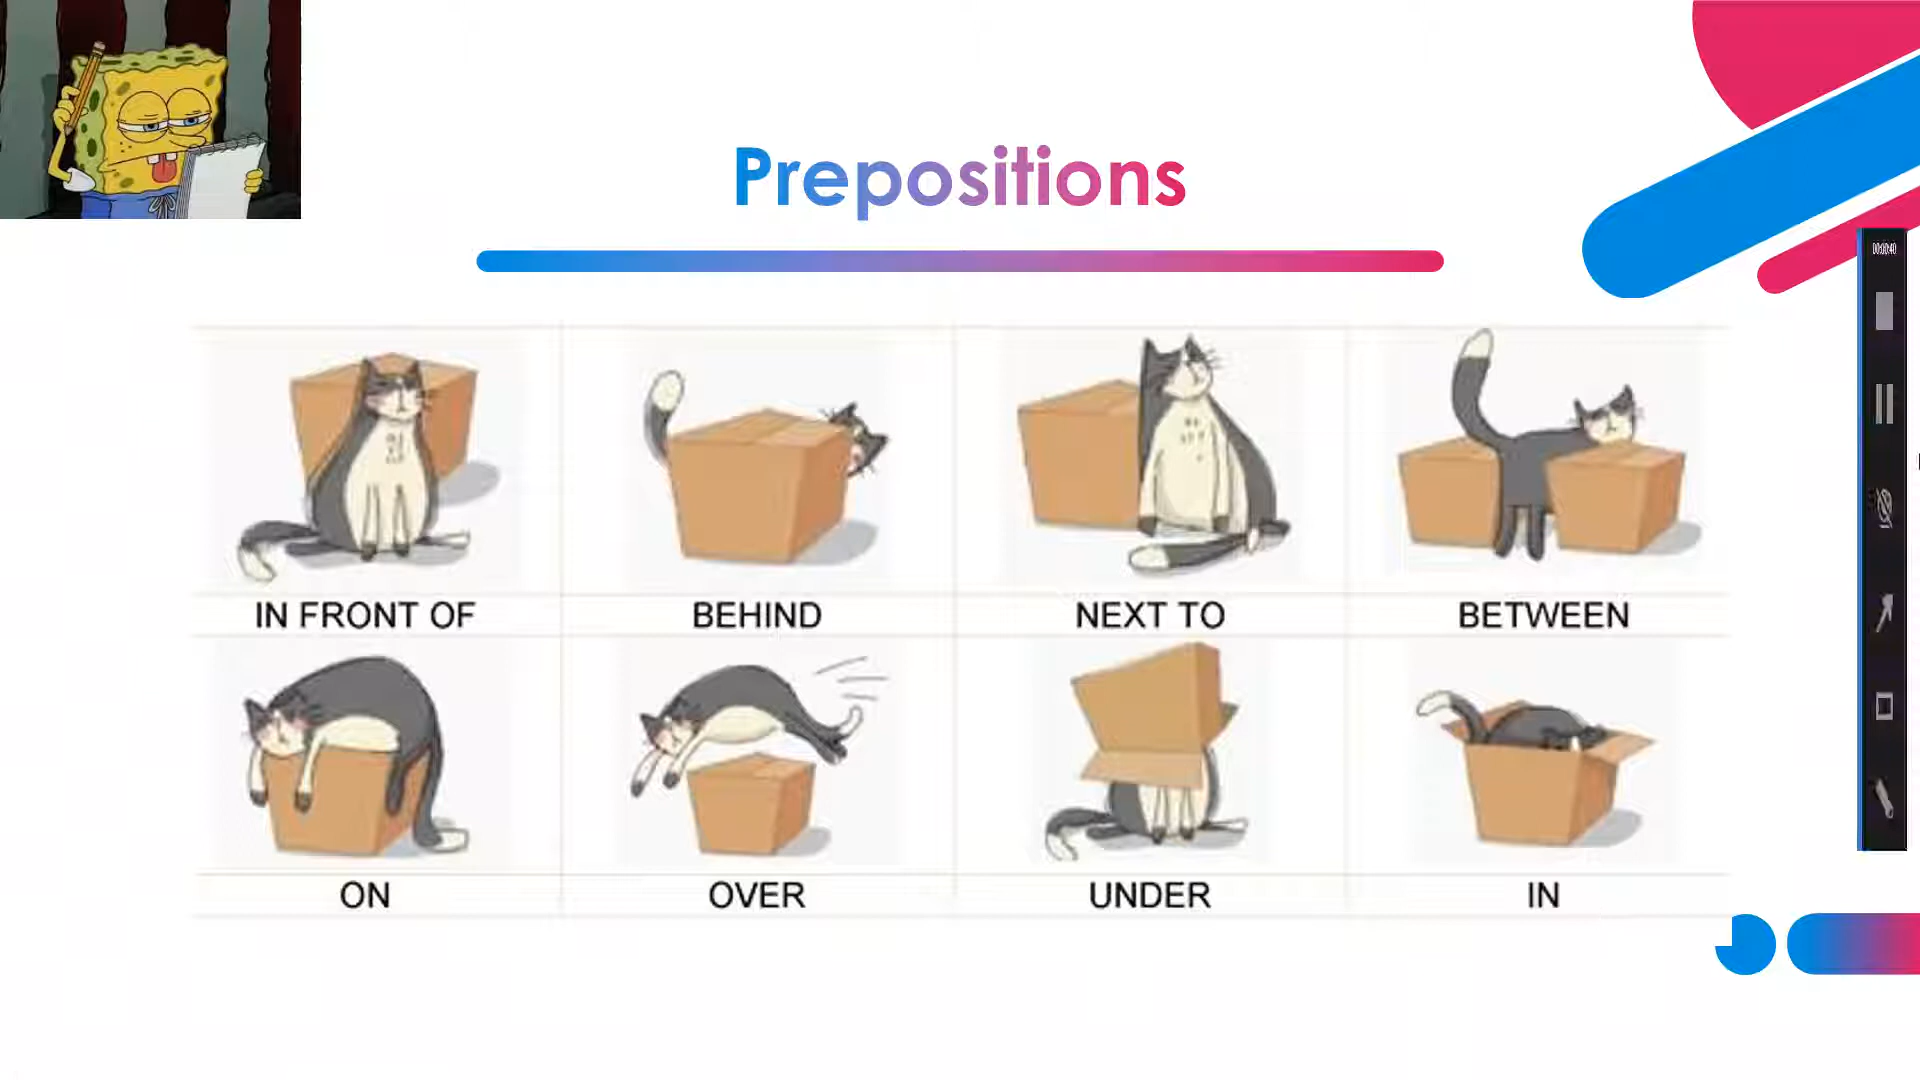 Prepositions
IN FRONT OF
BEHIND
NEXT TO
BETWEEN
ON
OVER
UNDER
IN